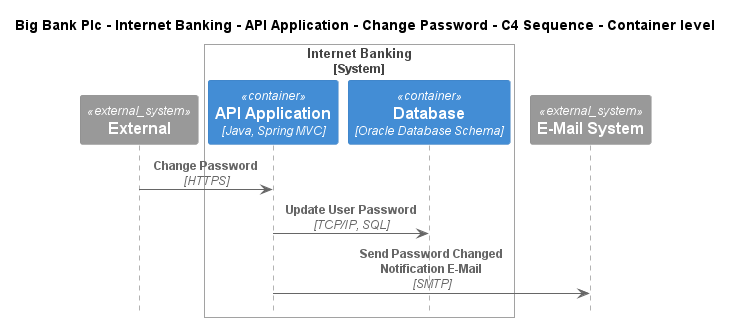 Big Bank Plc - Internet Banking - API Application - Change Password - C4 Sequence - Container level
Internet Banking
[System]
«external_system»
External
«container»
API Application
[Java, Spring MVC]
«container»
Database
[Oracle Database Schema]
«external_system»
E-Mail System
Change Password
[HTTPS]
Update User Password
[TCP/IP, SQL]
Send Password Changed
Notification E-Mail
[SMTP]